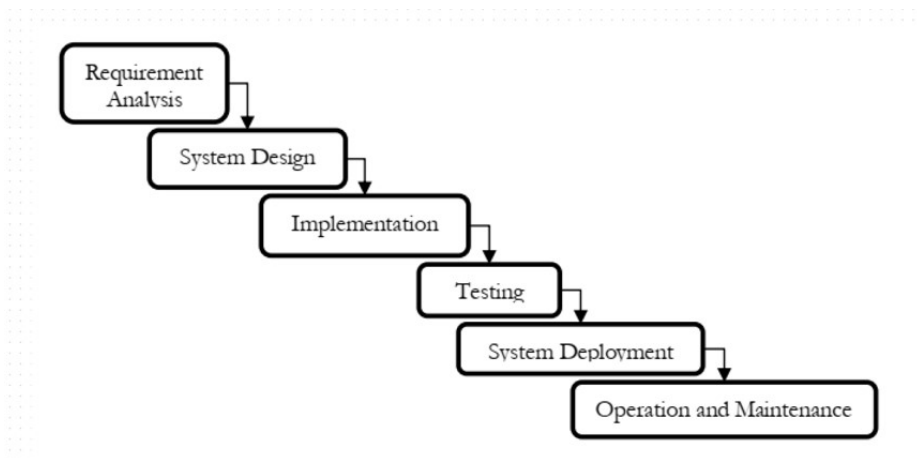 Requirement
Analysis
System Design
Implementation
Testing
System Deployment
Operation and Maintenance